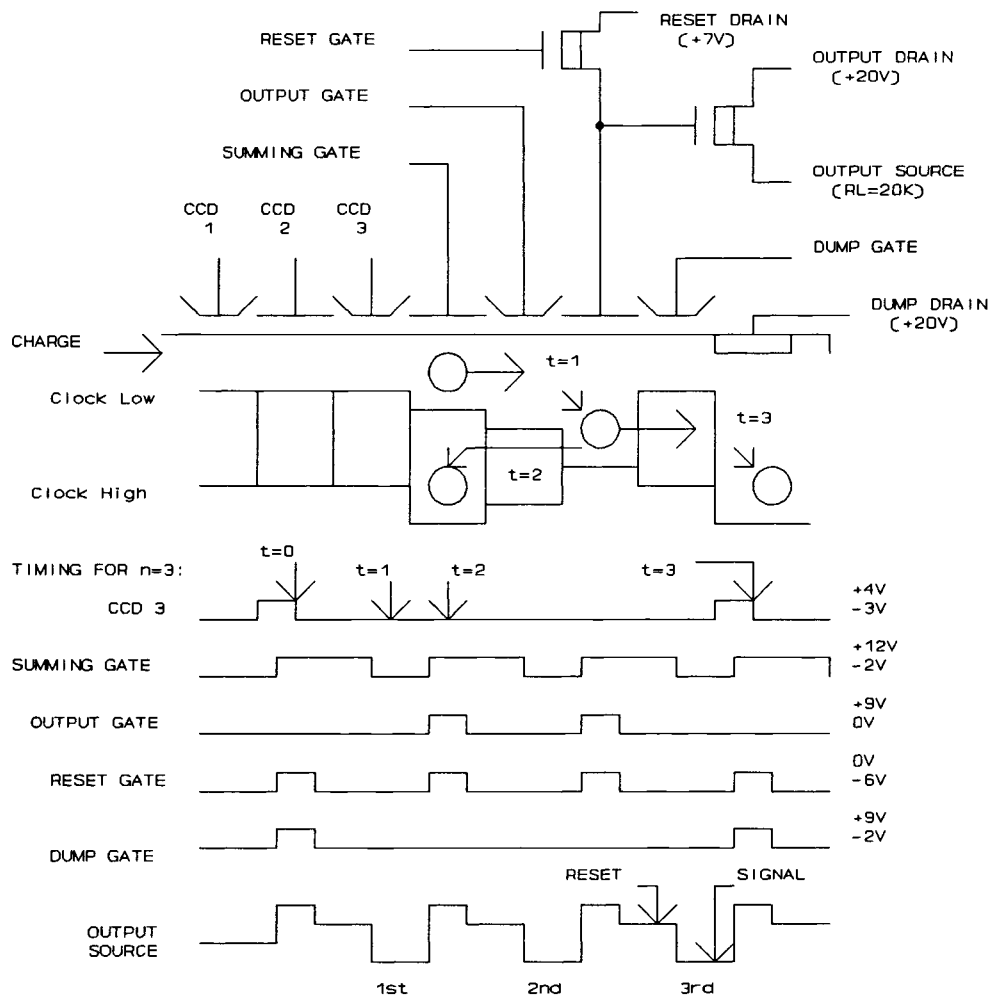 RESET GATE
RESET DRAIN
(+7V)
OUTPUT DRAIN
(+20V)
OUTPUT GATE
SUMMING GATE
OUTPUT SOURCE
(RL=20K)
CCD
1
CCD
2
CCD
3
DUMP GATE
DUMP DRAIN
(+20V)
CHARGE
t=1
Clock Low
t=3
t=2
Clock High
t=0
TIMING FOR n=3:
t=1
t=2
t=3
CCD 3
+4V
-3V
SUMMING GATE
+12V
-2V
OUTPUT GATE
+9V
0V
RESET GATE
0V
-6V
DUMP GATE
+9V
-2V
RESET
SIGNAL
OUTPUT
SOURCE
1st
2nd
3rd